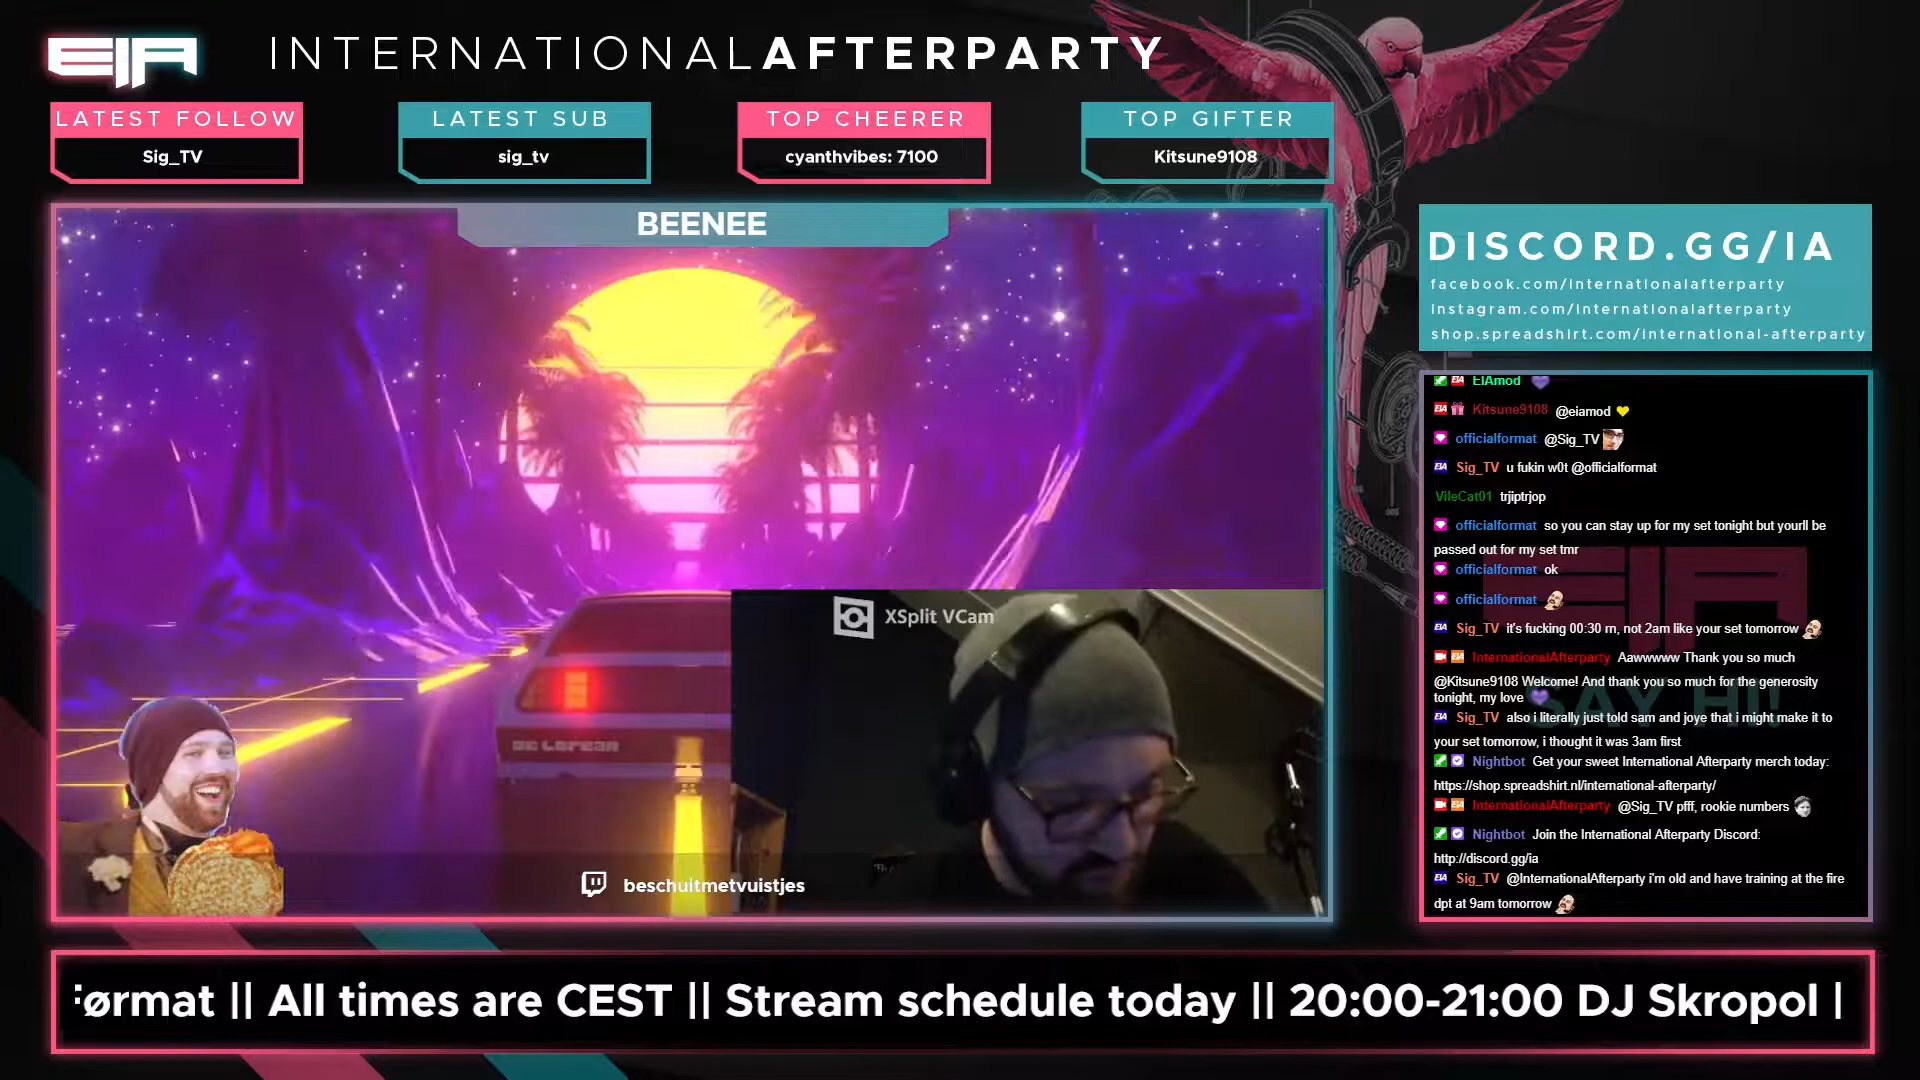 EIA
INTERNATIONALAFTERPARTY
LATEST FOLLOW
Sig_TV
LATEST SUB
sig_tv
TOP CHEERER
cyanthvibes: 7100
TOP GIFTER
Kitsune9108
BEENEE
XSplit VCam
DE LOREAN
beschuitmetvuistjes
DISCORD.GG/IA
facebook.com/internationalafterparty
instagram.com/internationalafterparty
shop.spreadshirt.com/international-afterparty
EIAmod
Kitsune9108 @eiamod
officialformat @Sig_TV
Sig_TV u fukin w0t @officialformat
VileCat01 trjiptrjop
officialformat so you can stay up for my set tonight but yourll be
passed out for my set tmr
officialformat ok
officialformat
Sig_TV it's fucking 00:30 rn, not 2am like your set tomorrow
InternationalAfterparty Aawwwww Thank you so much
@Kitsune9108 Welcome! And thank you so much for the generosity
tonight, my love
Sig_TV also i literally just told sam and joye that i might make it to
your set tomorrow, i thought it was 3am first
Nightbot Get your sweet International Afterparty merch today:
https://shop.spreadshirt.nl/international-afterparty/
InternationalAfterparty @Sig_TV pfff, rookie numbers
Nightbot Join the International Afterparty Discord:
http://discord.gg/ia
Sig_TV @InternationalAfterparty i'm old and have training at the fire
dpt at 9am tomorrow
EIA
SAY HI!
ørmat || All times are CEST || Stream schedule today || 20:00-21:00 DJ Skropol |